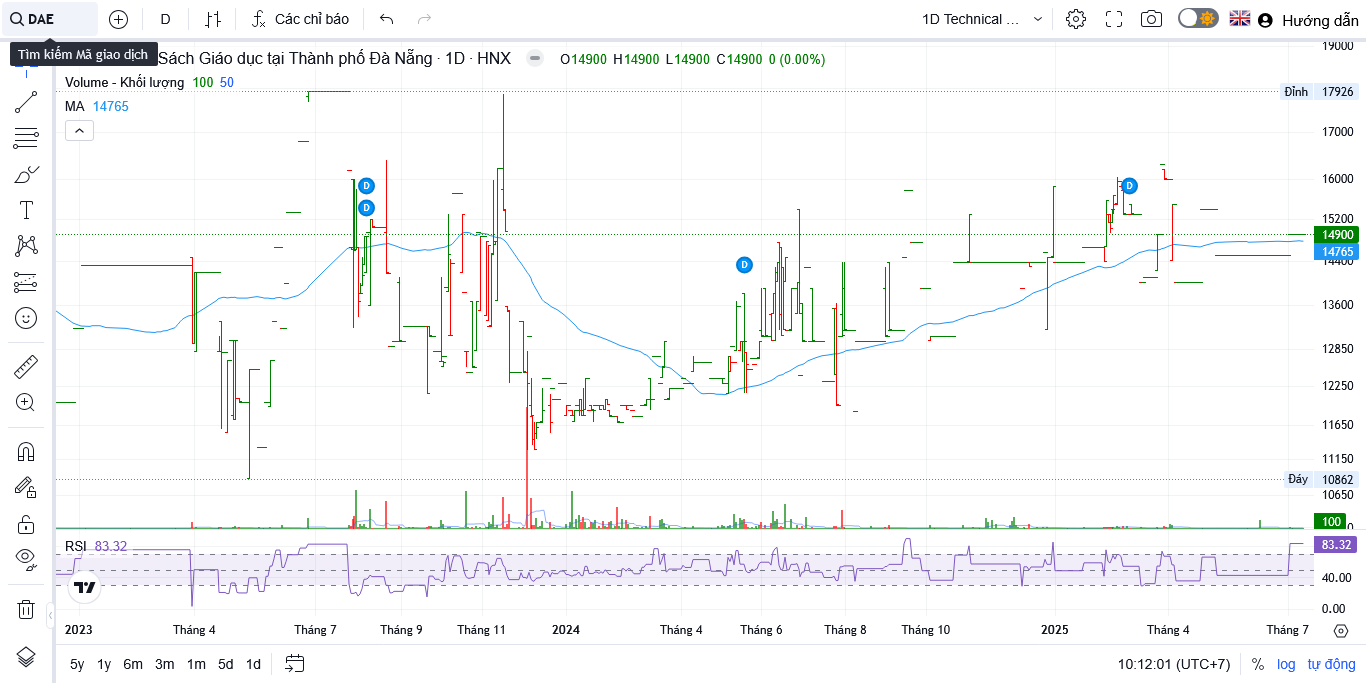 DAE
D
Các chỉ báo
1D Technical ...
Hướng dẫn
Tìm kiếm Mã giao dịch
Sách Giáo dục tại Thành phố Đà Nẵng · 1D · HNX
O14900 H14900 L14900 C14900 0 (0.00%)
Volume - Khối lượng 100 50
MA 14765
19000
Đỉnh 17926
17000
16000
15200
14900
14765
14400
13600
12850
12250
11650
11150
Đáy 10862
10650
100
0
D
D
D
D
RSI 83.32
83.32
40.00
0.00
2023 Tháng 4 Tháng 7 Tháng 9 Tháng 11 2024 Tháng 4 Tháng 6 Tháng 8 Tháng 10 2025 Tháng 4 Tháng 7
5y 1y 6m 3m 1m 5d 1d
10:12:01 (UTC+7) % log tự động